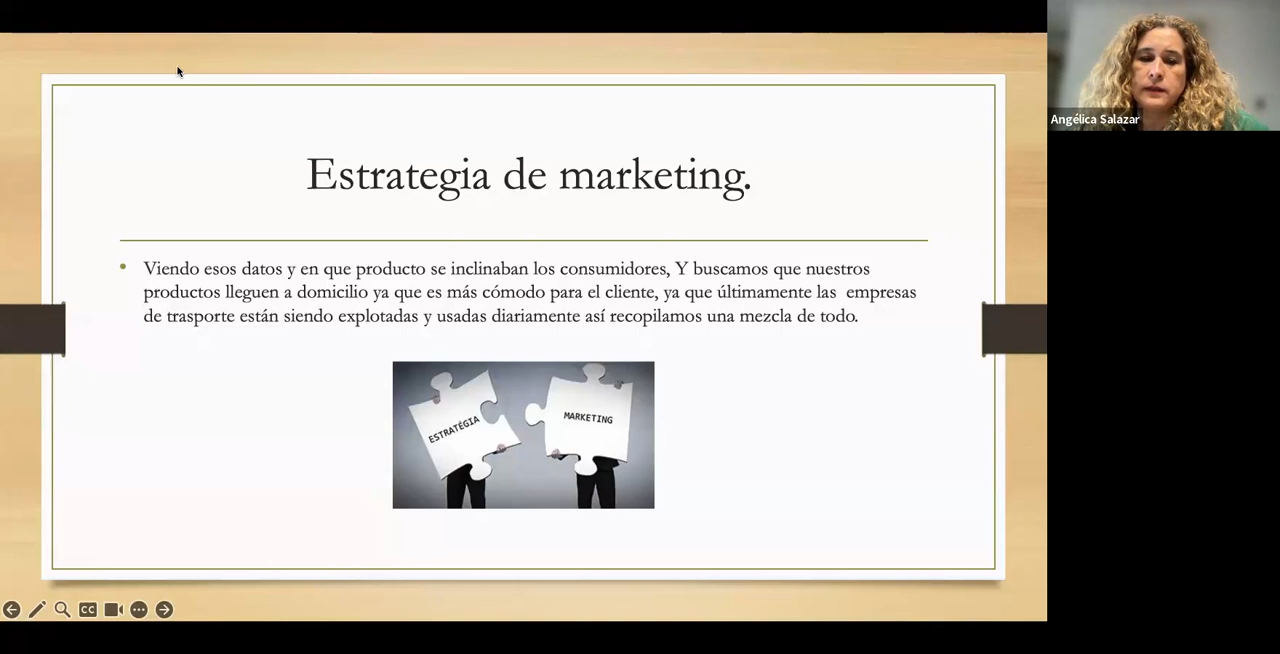 Estrategia de marketing.
Viendo esos datos y en que producto se inclinaban los consumidores, Y buscamos que nuestros
productos lleguen a domicilio ya que es más cómodo para el cliente, ya que últimamente las empresas
de trasporte están siendo explotadas y usadas diariamente así recopilamos una mezcla de todo.
ESTRATÉGIA
MARKETING
CC
Angélica Salazar